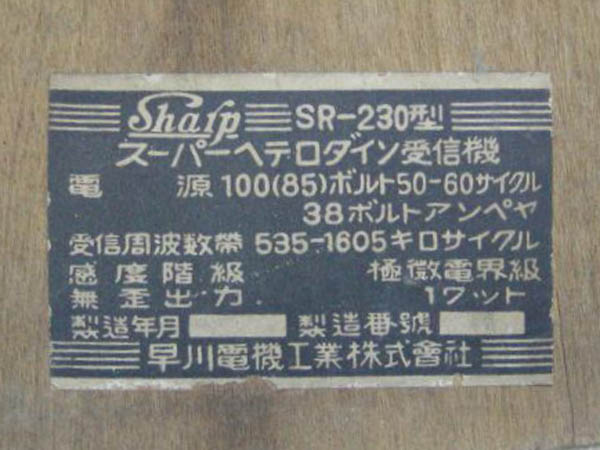 Sharp SR-230型
スーパーヘテロダイン受信機
電源 100(85)ボルト50-60サイクル
38ボルトアンペヤ
受信周波数帯 535-1605キロサイクル
感度階級 極微電界級
無歪出力 1ワット
製造年月 製造番號
早川電機工業株式會社